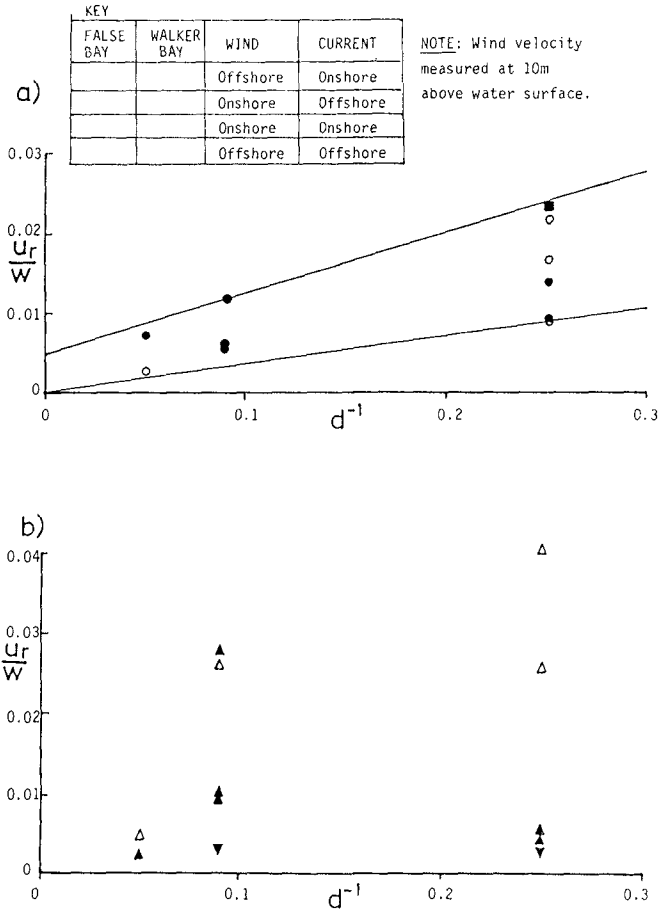 KEY
FALSE BAY WALKER BAY WIND CURRENT
Offshore Onshore
Onshore Offshore
Onshore Onshore
Offshore Offshore
NOTE: Wind velocity
measured at 10m
above water surface.
a)
0.03
0.02
u_r/w
0.01
0
0 0.1 0.2 0.3
d⁻¹
b)
0.04
0.03
u_r/w
0.02
0.01
0
0 0.1 0.2 0.3
d⁻¹